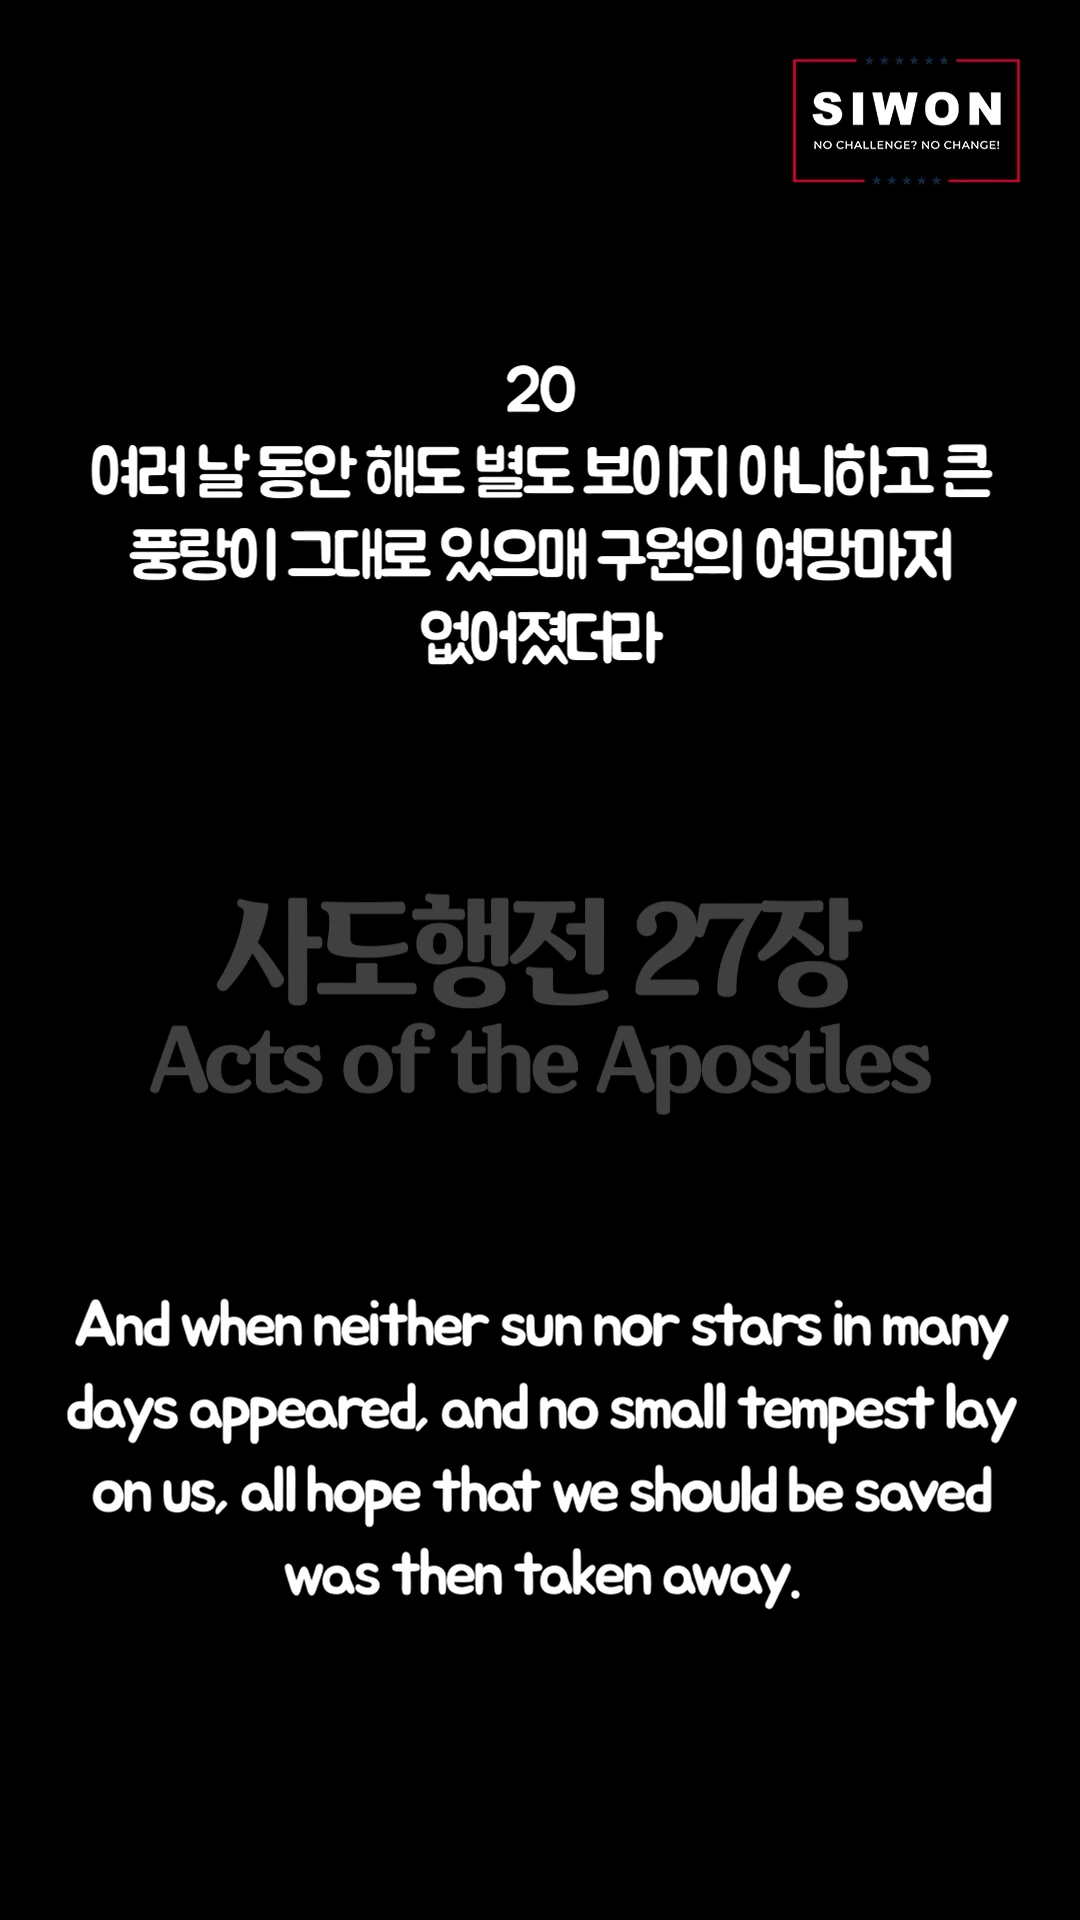 SIWON
NO CHALLENGE? NO CHANGE!
20
여러 날 동안 해도 별도 보이지 아니하고 큰
풍랑이 그대로 있으매 구원의 여망마저
없어졌더라
사도행전 27장
Acts of the Apostles
And when neither sun nor stars in many
days appeared, and no small tempest lay
on us, all hope that we should be saved
was then taken away.